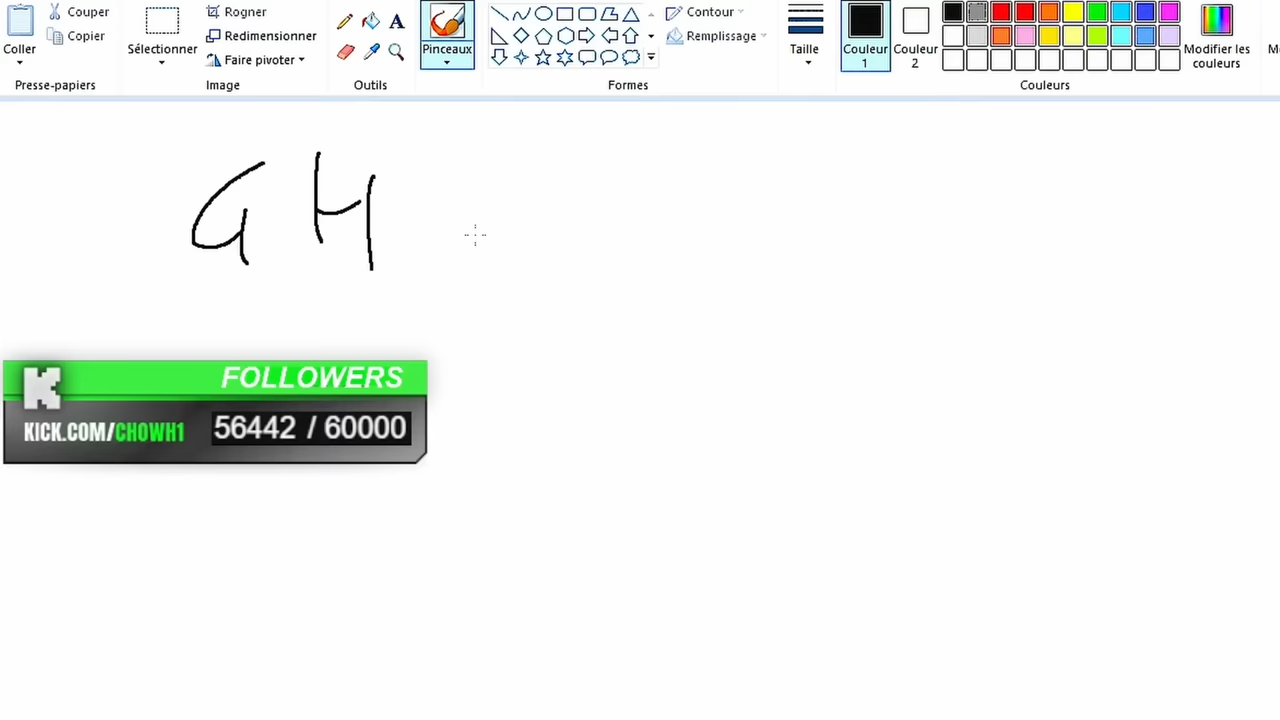 Couper
Copier
Coller
Presse-papiers
Sélectionner
Rogner
Redimensionner
Faire pivoter
Image
A
Outils
Pinceaux
Formes
Contour
Remplissage
Taille
Couleur 1
Couleur 2
Modifier les couleurs
Couleurs
G H
K FOLLOWERS
KICK.COM/CHOWH1 56442 / 60000